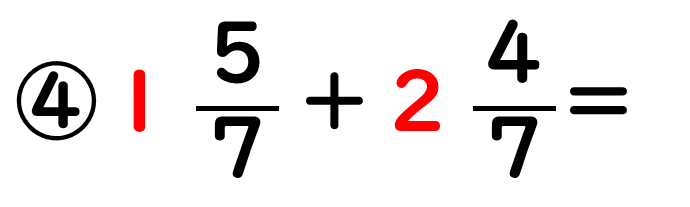 ④ 1 5/7 + 2 4/7 =